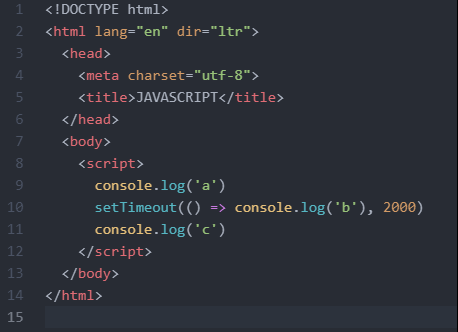 1 <!DOCTYPE html>
2 <html lang="en" dir="ltr">
3   <head>
4     <meta charset="utf-8">
5     <title>JAVASCRIPT</title>
6   </head>
7   <body>
8     <script>
9       console.log('a')
10       setTimeout(() => console.log('b'), 2000)
11       console.log('c')
12     </script>
13   </body>
14 </html>
15